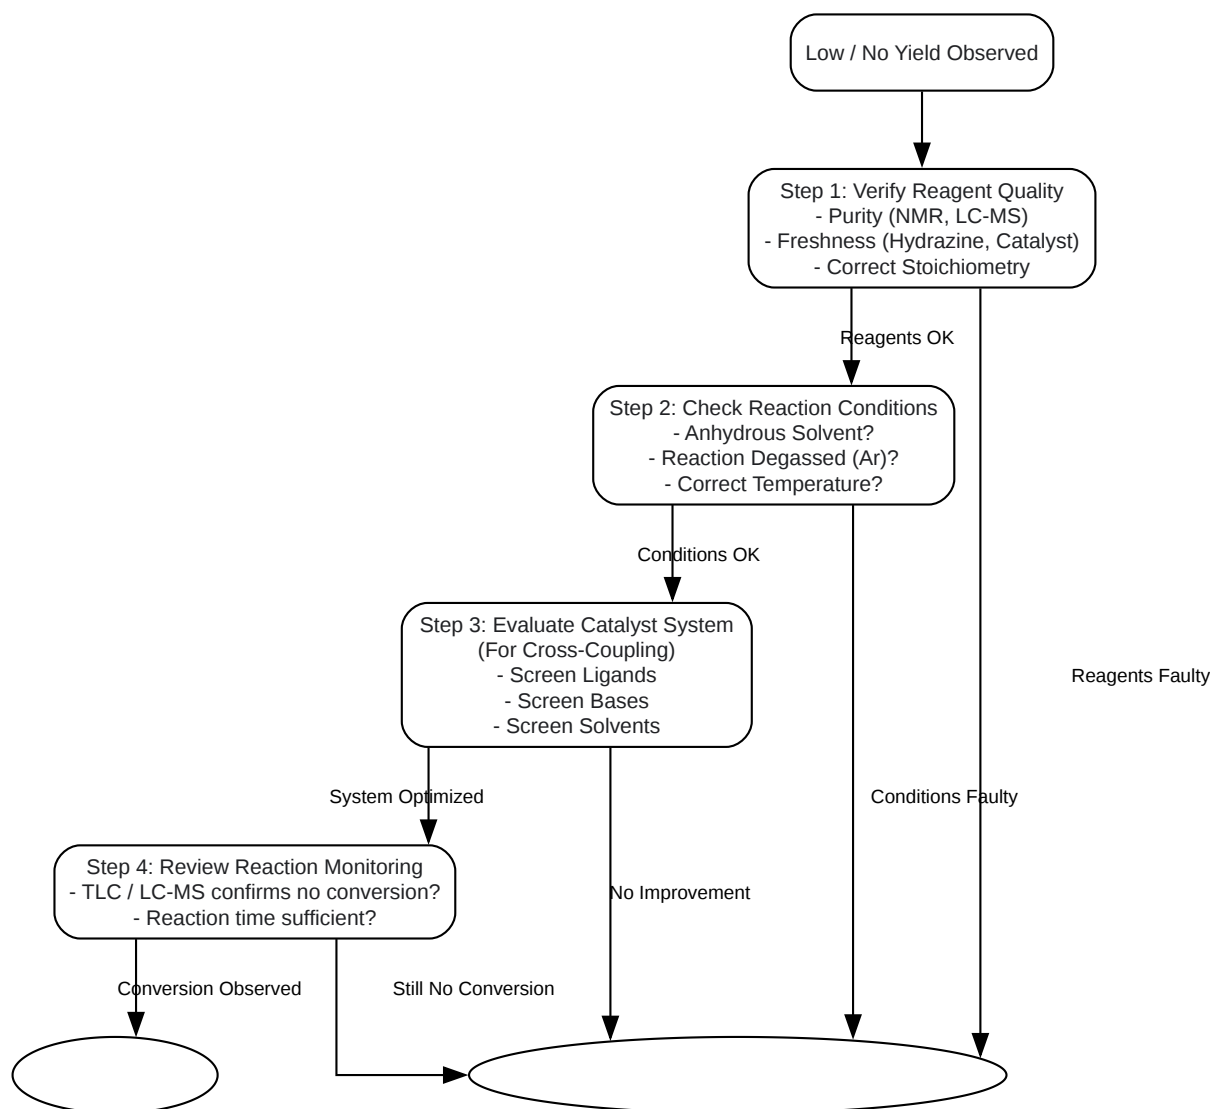 Low / No Yield Observed
Step 1: Verify Reagent Quality
- Purity (NMR, LC-MS)
- Freshness (Hydrazine, Catalyst)
- Correct Stoichiometry
Reagents OK
Step 2: Check Reaction Conditions
- Anhydrous Solvent?
- Reaction Degassed (Ar)?
- Correct Temperature?
Conditions OK
Step 3: Evaluate Catalyst System
(For Cross-Coupling)
- Screen Ligands
- Screen Bases
- Screen Solvents
Reagents Faulty
System Optimized
Conditions Faulty
Step 4: Review Reaction Monitoring
- TLC / LC-MS confirms no conversion?
- Reaction time sufficient?
No Improvement
Conversion Observed
Still No Conversion